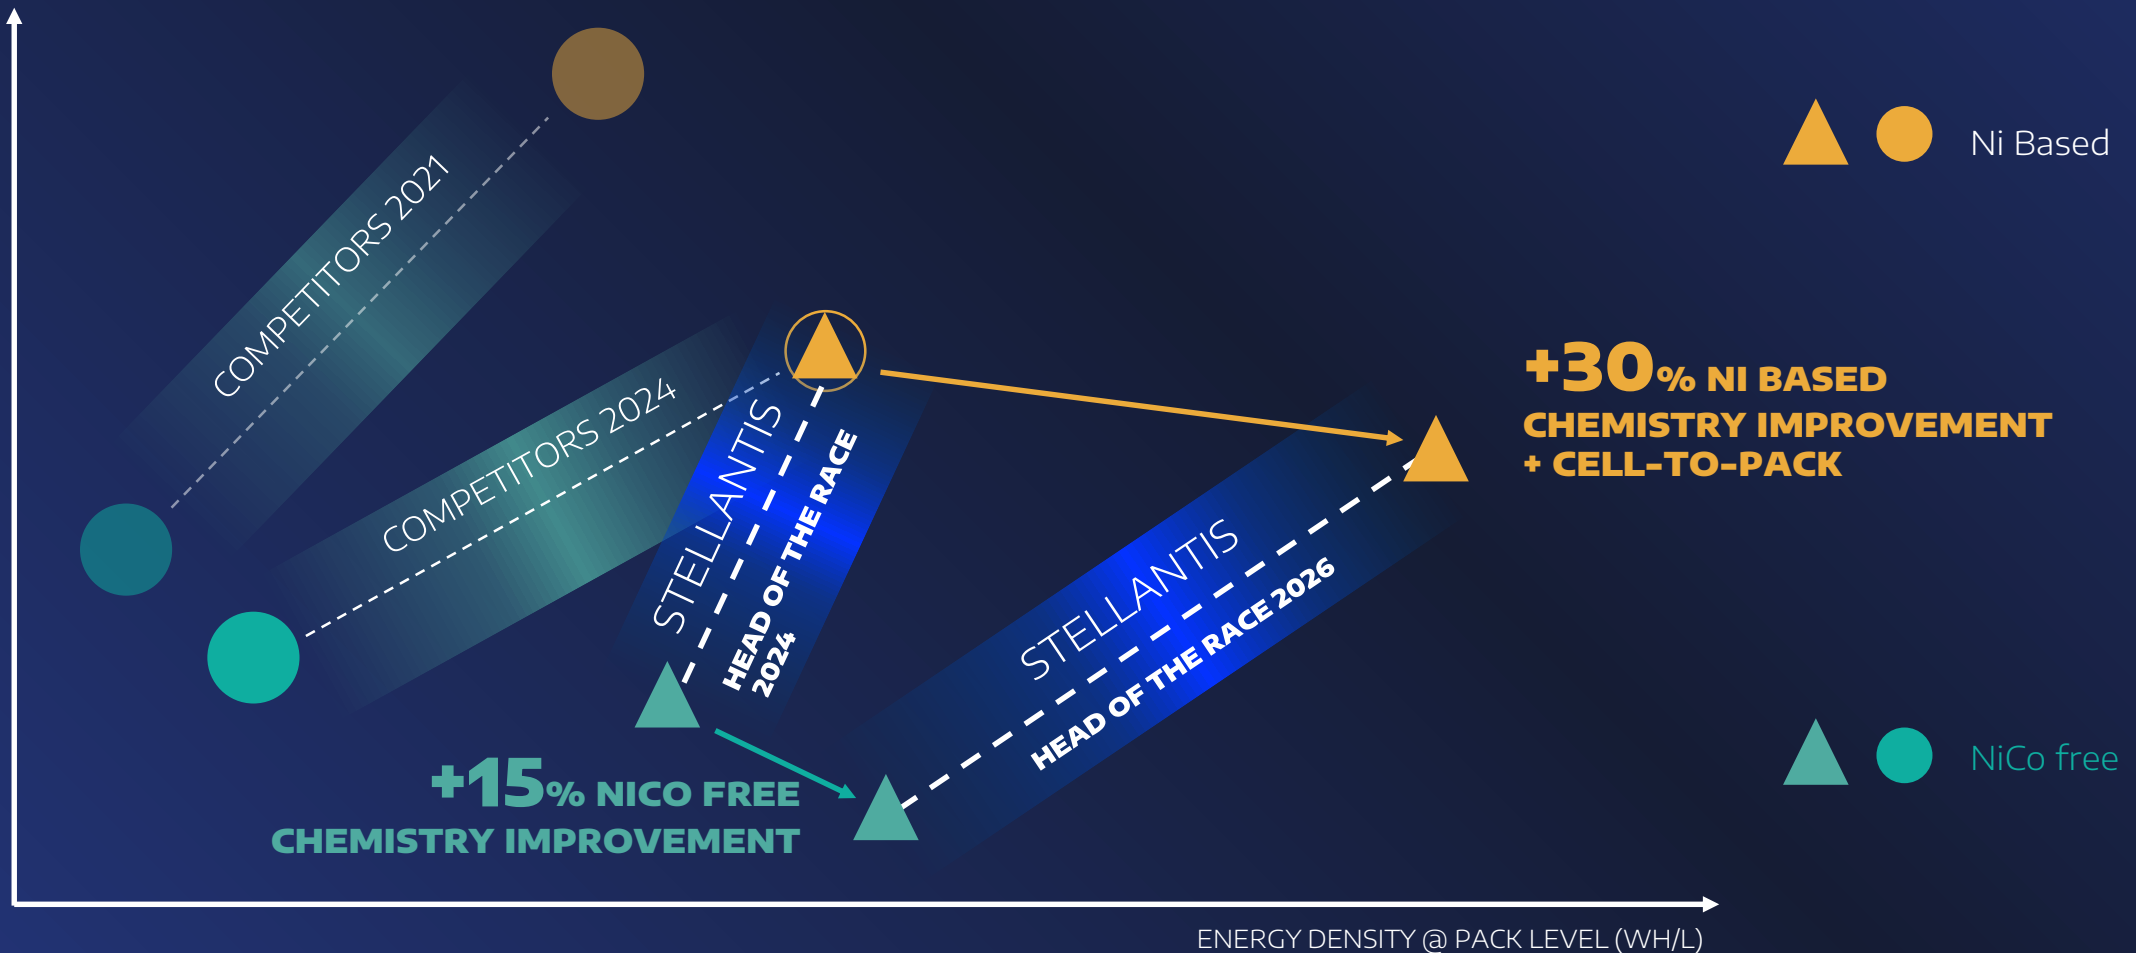 COMPETITORS 2021
Ni Based
COMPETITORS 2024
STELLANTIS
HEAD OF THE RACE
2024
+30% NI BASED
CHEMISTRY IMPROVEMENT
+ CELL-TO-PACK
STELLANTIS
HEAD OF THE RACE 2026
+15% NICO FREE
CHEMISTRY IMPROVEMENT
NiCo free
ENERGY DENSITY @ PACK LEVEL (WH/L)